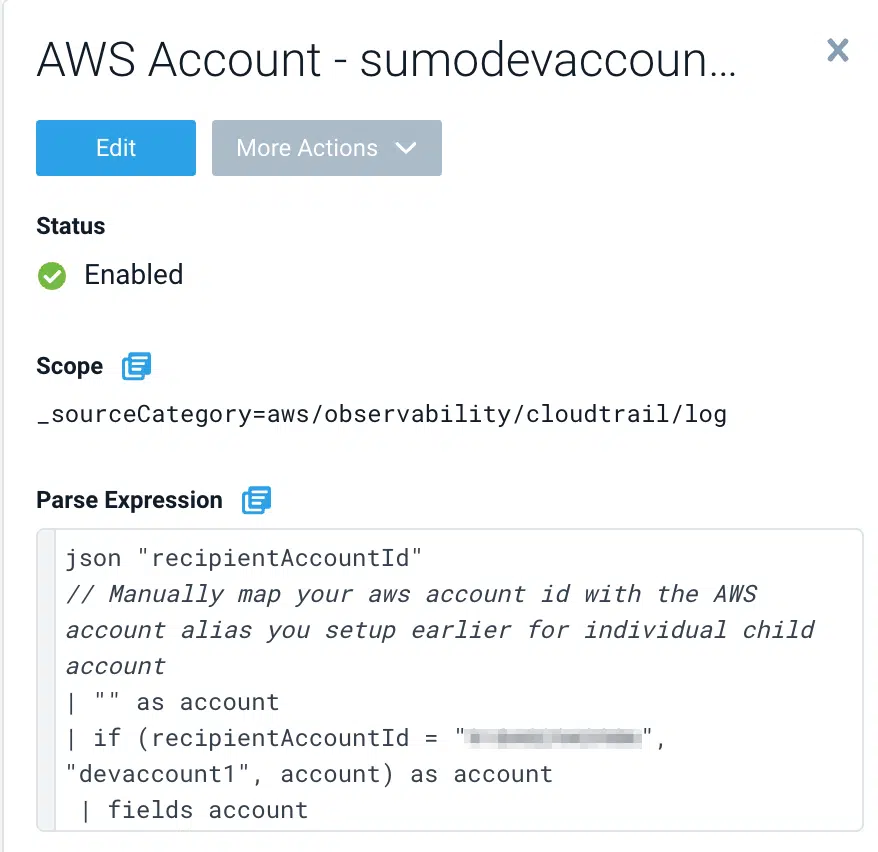 AWS Account - sumodevaccoun...
Edit
More Actions
Status
Enabled
Scope
_sourceCategory=aws/observability/cloudtrail/log
Parse Expression
json "recipientAccountId"
// Manually map your aws account id with the AWS
account alias you setup earlier for individual child
account
| "" as account
| if (recipientAccountId = "",
"devaccount1", account) as account
| fields account